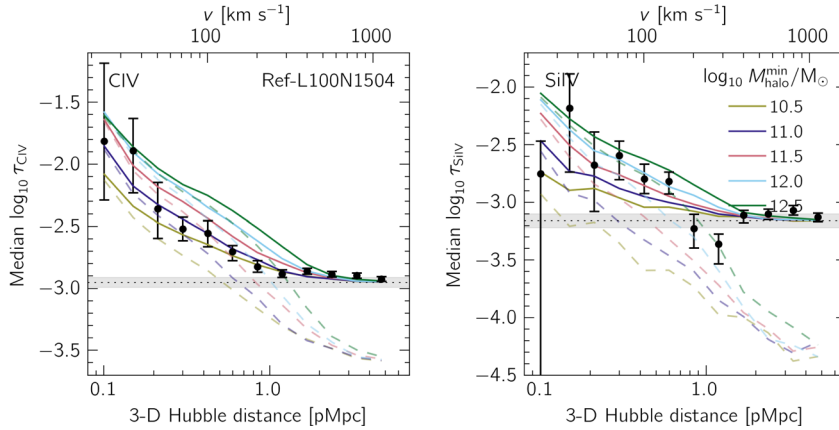 v [km s⁻¹]
100 1000
CIV Ref-L100N1504
Median log₁₀ τ_CIV
−1.5
−2.0
−2.5
−3.0
−3.5
0.1 1.0
3-D Hubble distance [pMpc]
v [km s⁻¹]
100 1000
SiIV log₁₀ M_halo^min/M_⊙
10.5
11.0
11.5
12.0
12.5
Median log₁₀ τ_SiIV
−2.0
−2.5
−3.0
−3.5
−4.0
−4.5
0.1 1.0
3-D Hubble distance [pMpc]